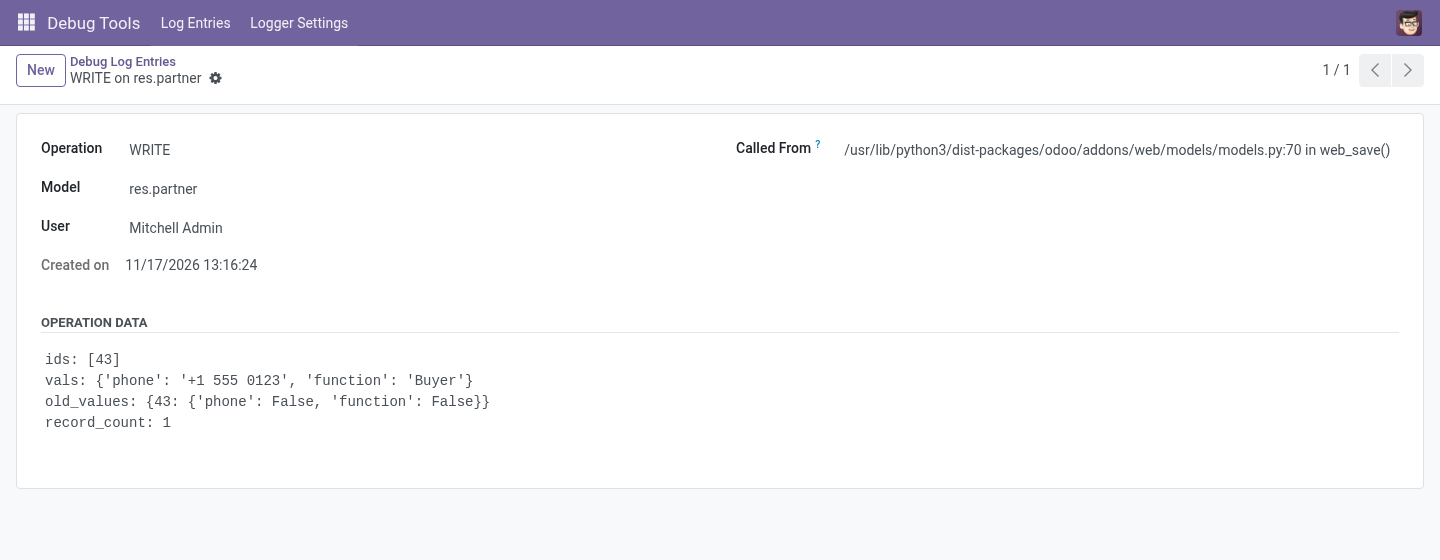 Debug Tools Log Entries Logger Settings
New
Debug Log Entries
WRITE on res.partner
1 / 1
Operation WRITE
Called From ? /usr/lib/python3/dist-packages/odoo/addons/web/models/models.py:70 in web_save()
Model res.partner
User Mitchell Admin
Created on 11/17/2026 13:16:24
OPERATION DATA
ids: [43]
vals: {'phone': '+1 555 0123', 'function': 'Buyer'}
old_values: {43: {'phone': False, 'function': False}}
record_count: 1